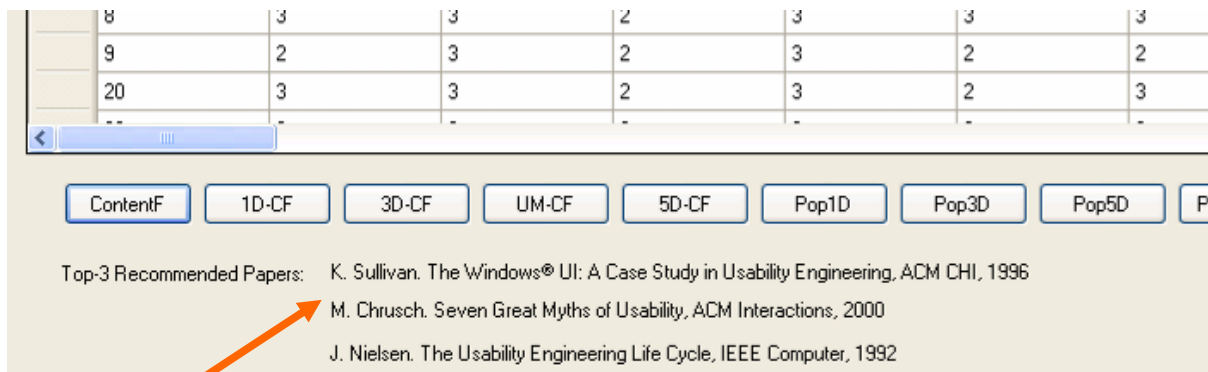 8 3 3 2 3 3 3
9 2 3 2 3 2 2
20 3 3 2 3 2 3
ContentF 1D-CF 3D-CF UM-CF 5D-CF Pop1D Pop3D Pop5D P
Top-3 Recommended Papers: K. Sullivan. The Windows® UI: A Case Study in Usability Engineering, ACM CHI, 1996
M. Chrusch. Seven Great Myths of Usability, ACM Interactions, 2000
J. Nielsen. The Usability Engineering Life Cycle, IEEE Computer, 1992